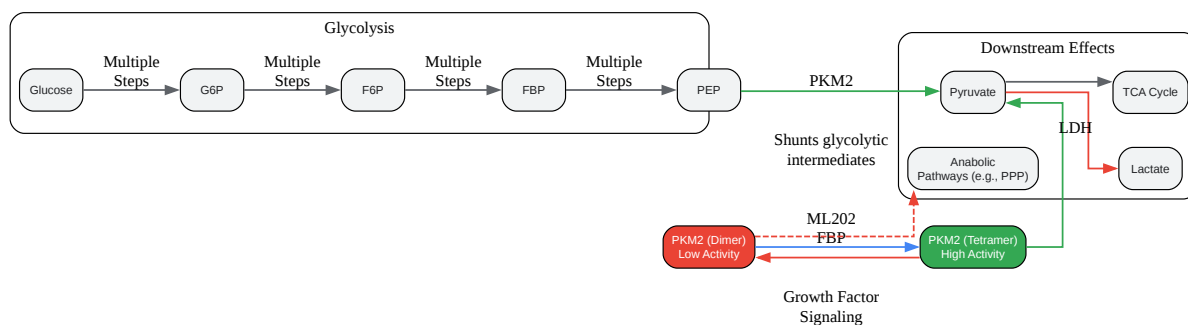 Glycolysis
Multiple
Steps
Multiple
Steps
Multiple
Steps
Multiple
Steps
Glucose
G6P
F6P
FBP
PEP
PKM2
Downstream Effects
Pyruvate
TCA Cycle
LDH
Shunts glycolytic
intermediates
Anabolic
Pathways (e.g., PPP)
Lactate
ML202
FBP
PKM2 (Dimer)
Low Activity
PKM2 (Tetramer)
High Activity
Growth Factor
Signaling